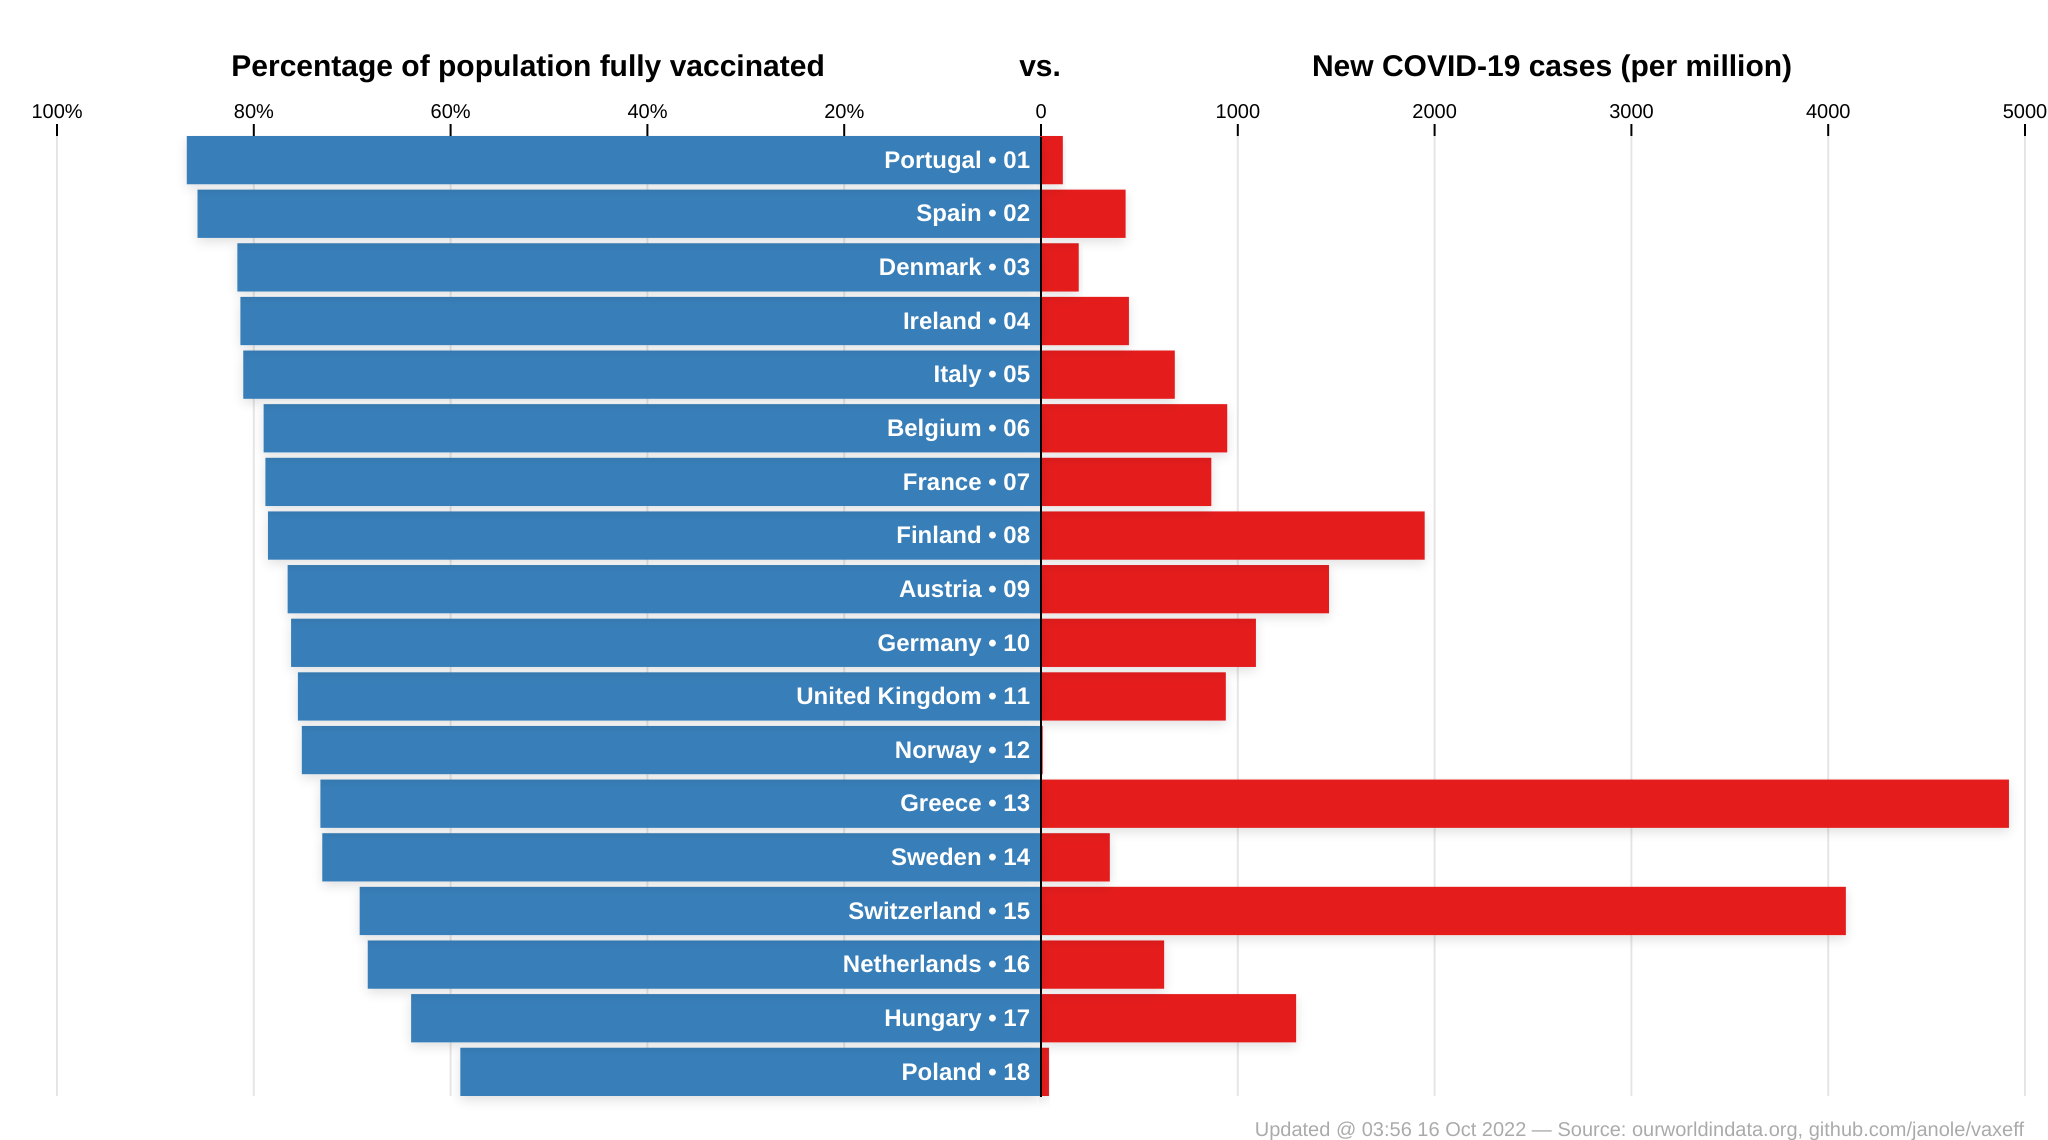 Percentage of population fully vaccinated vs. New COVID-19 cases (per million)
100% 80% 60% 40% 20% 0 1000 2000 3000 4000 5000
Portugal • 01
Spain • 02
Denmark • 03
Ireland • 04
Italy • 05
Belgium • 06
France • 07
Finland • 08
Austria • 09
Germany • 10
United Kingdom • 11
Norway • 12
Greece • 13
Sweden • 14
Switzerland • 15
Netherlands • 16
Hungary • 17
Poland • 18
Updated @ 03:56 16 Oct 2022 — Source: ourworldindata.org, github.com/janole/vaxeff